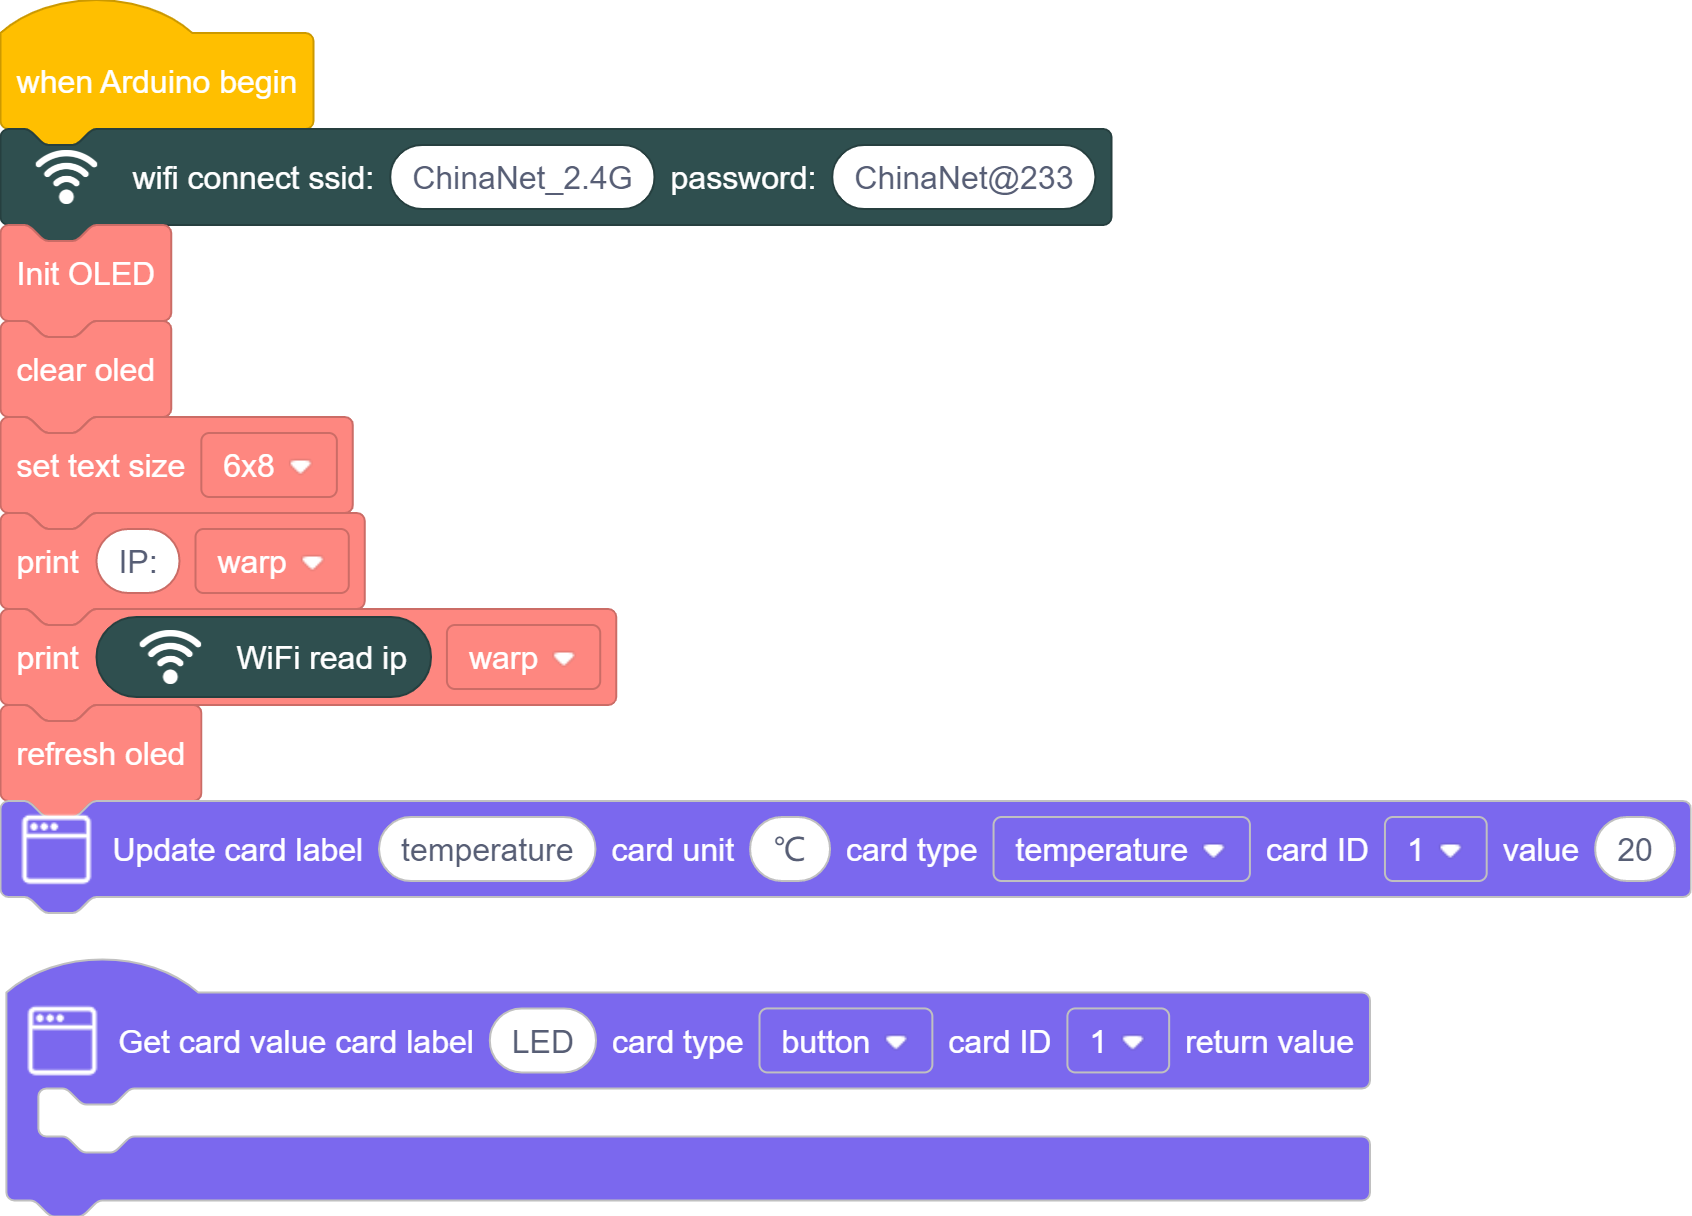 when Arduino begin
wifi connect ssid: ChinaNet_2.4G password: ChinaNet@233
Init OLED
clear oled
set text size 6x8
print IP: warp
print WiFi read ip warp
refresh oled
Update card label temperature card unit ℃ card type temperature card ID 1 value 20
Get card value card label LED card type button card ID 1 return value